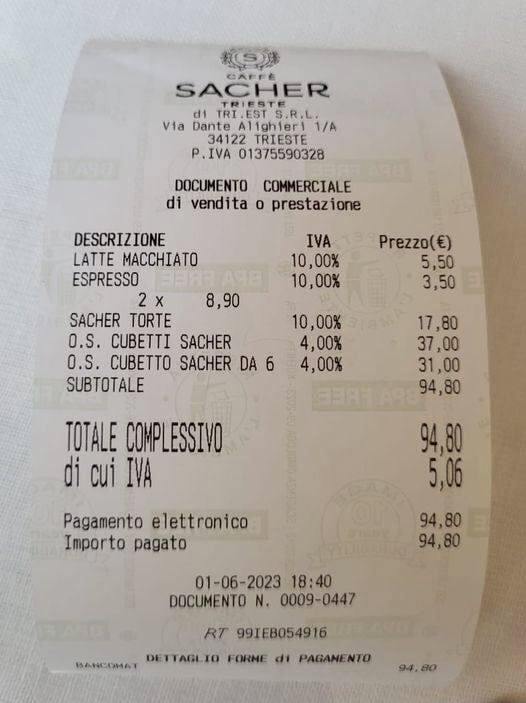 S
CAFFÈ
SACHER
TRIESTE
di TRI.EST S.R.L.
Via Dante Alighieri 1/A
34122 TRIESTE
P.IVA 01375590328
DOCUMENTO COMMERCIALE
di vendita o prestazione
DESCRIZIONE IVA Prezzo(€)
LATTE MACCHIATO 10,00% 5,50
ESPRESSO 10,00% 3,50
2 x 8,90
SACHER TORTE 10,00% 17,80
O.S. CUBETTI SACHER 4,00% 37,00
O.S. CUBETTO SACHER DA 6 4,00% 31,00
SUBTOTALE 94,80
TOTALE COMPLESSIVO 94,80
di cui IVA 5,06
Pagamento elettronico 94,80
Importo pagato 94,80
01-06-2023 18:40
DOCUMENTO N. 0009-0447
RT 99IEB054916
DETTAGLIO FORME di PAGAMENTO
BANCOMAT 94,80